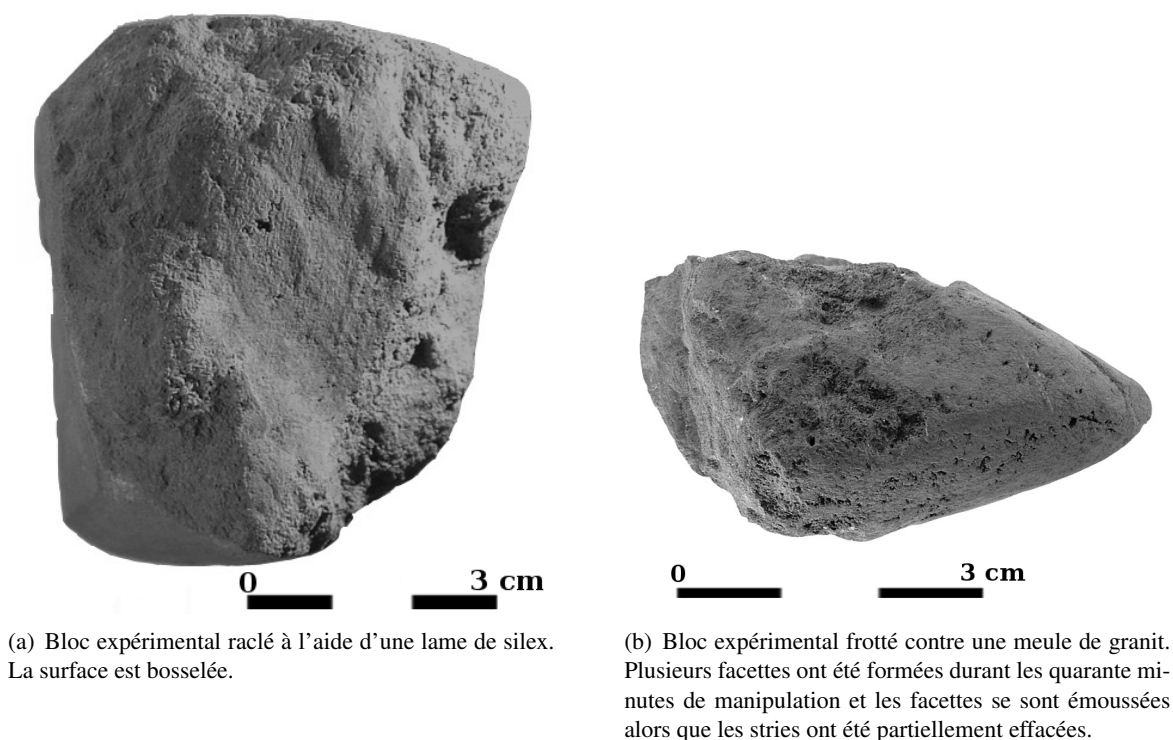 0 3 cm
0 3 cm
(a) Bloc expérimental raclé à l'aide d'une lame de silex.
La surface est bosselée.
(b) Bloc expérimental frotté contre une meule de granit.
Plusieurs facettes ont été formées durant les quarante mi-
nutes de manipulation et les facettes se sont émoussées
alors que les stries ont été partiellement effacées.